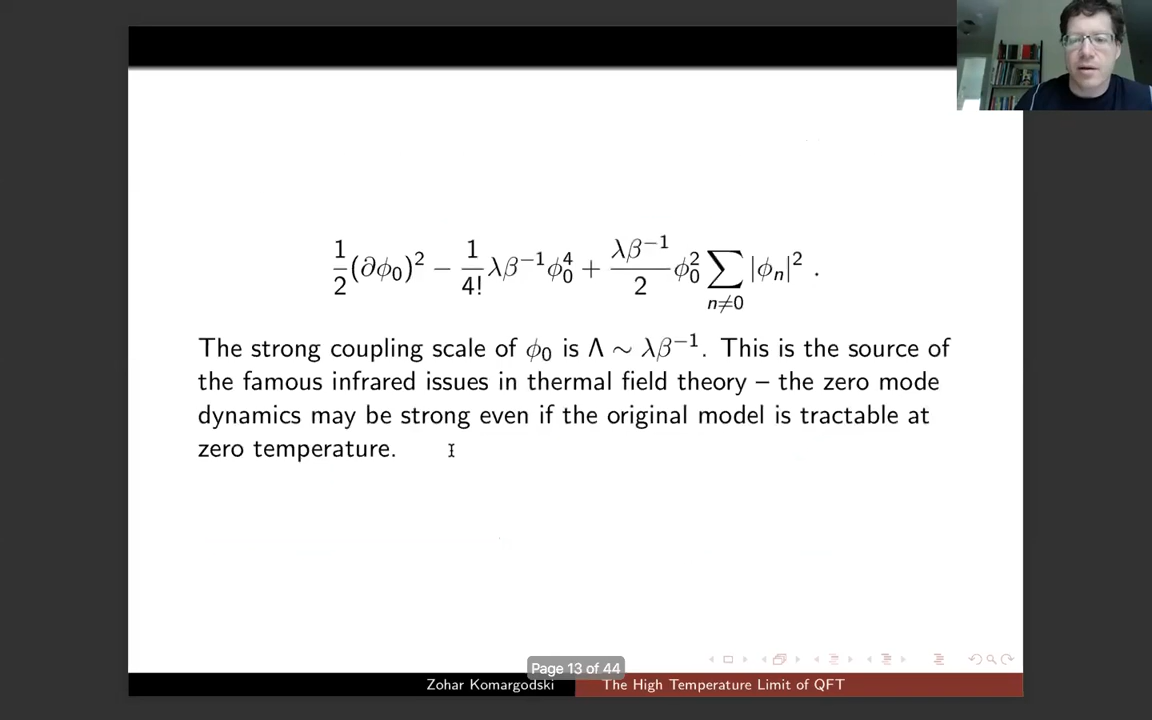 1/2 (∂ϕ₀)² − 1/4! λβ⁻¹ϕ₀⁴ + λβ⁻¹/2 ϕ₀² ∑_{n≠0} |ϕₙ|² .
The strong coupling scale of ϕ₀ is Λ ∼ λβ⁻¹. This is the source of
the famous infrared issues in thermal field theory – the zero mode
dynamics may be strong even if the original model is tractable at
zero temperature.
Page 13 of 44
Zohar Komargodski The High Temperature Limit of QFT